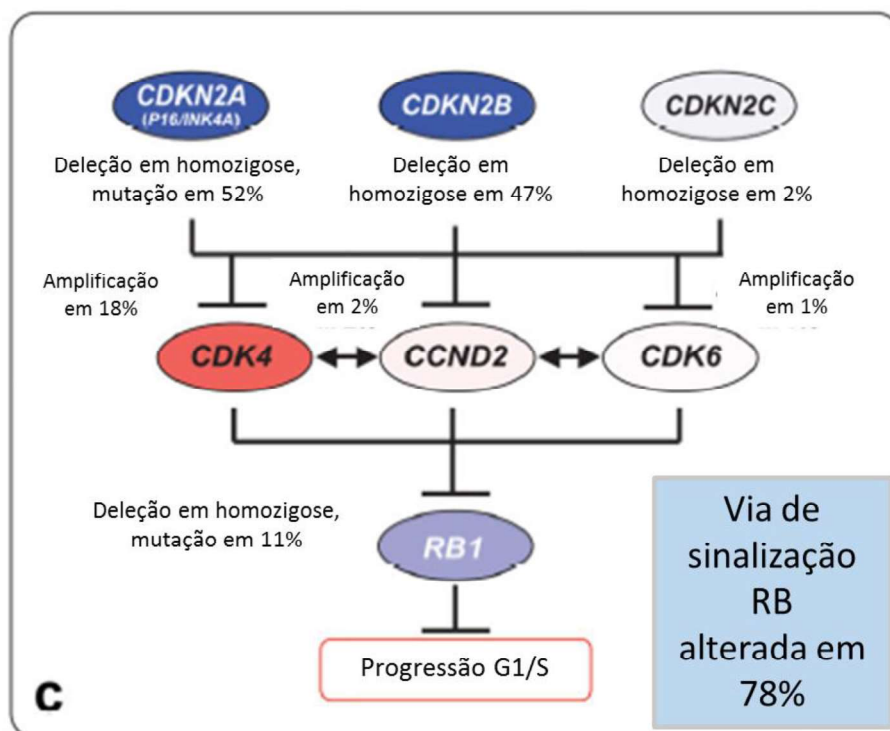 CDKN2A
(P16/INK4A)
CDKN2B
CDKN2C
Deleção em homozigose,
mutação em 52%
Deleção em
homozigose em 47%
Deleção em
homozigose em 2%
Amplificação
em 18%
Amplificação
em 2%
Amplificação
em 1%
CDK4
CCND2
CDK6
Deleção em homozigose,
mutação em 11%
RB1
Progressão G1/S
Via de
sinalização
RB
alterada em
78%
C